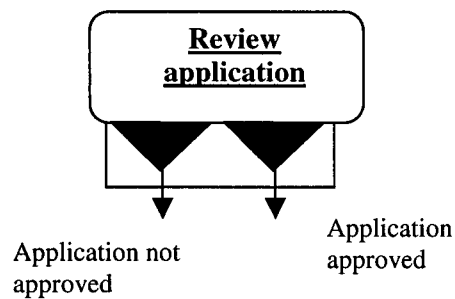 Review
application
Application not
approved
Application
approved